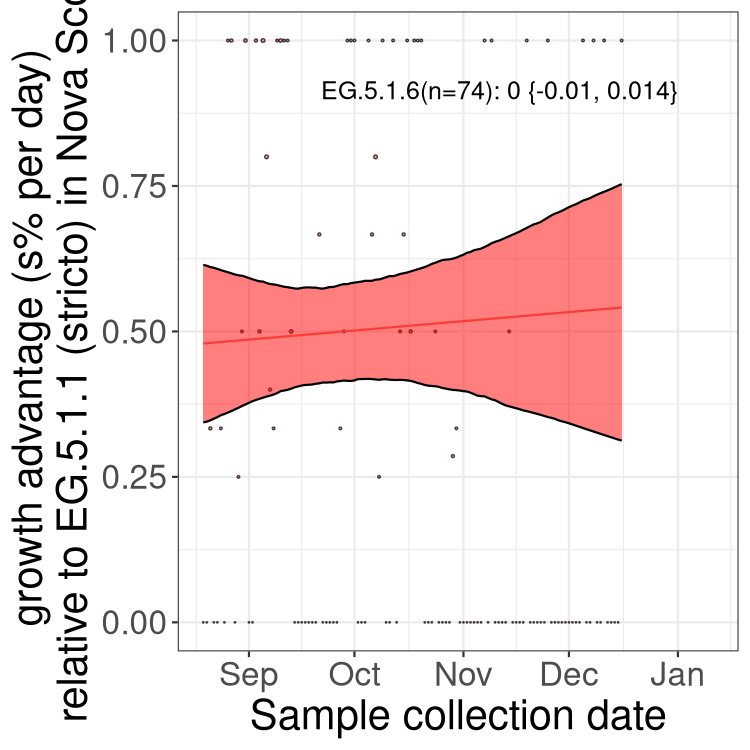 growth advantage (s% per day)
relative to EG.5.1.1 (stricto) in Nova Sco
1.00
0.75
0.50
0.25
0.00
EG.5.1.6(n=74): 0 {-0.01, 0.014}
Sep Oct Nov Dec Jan
Sample collection date